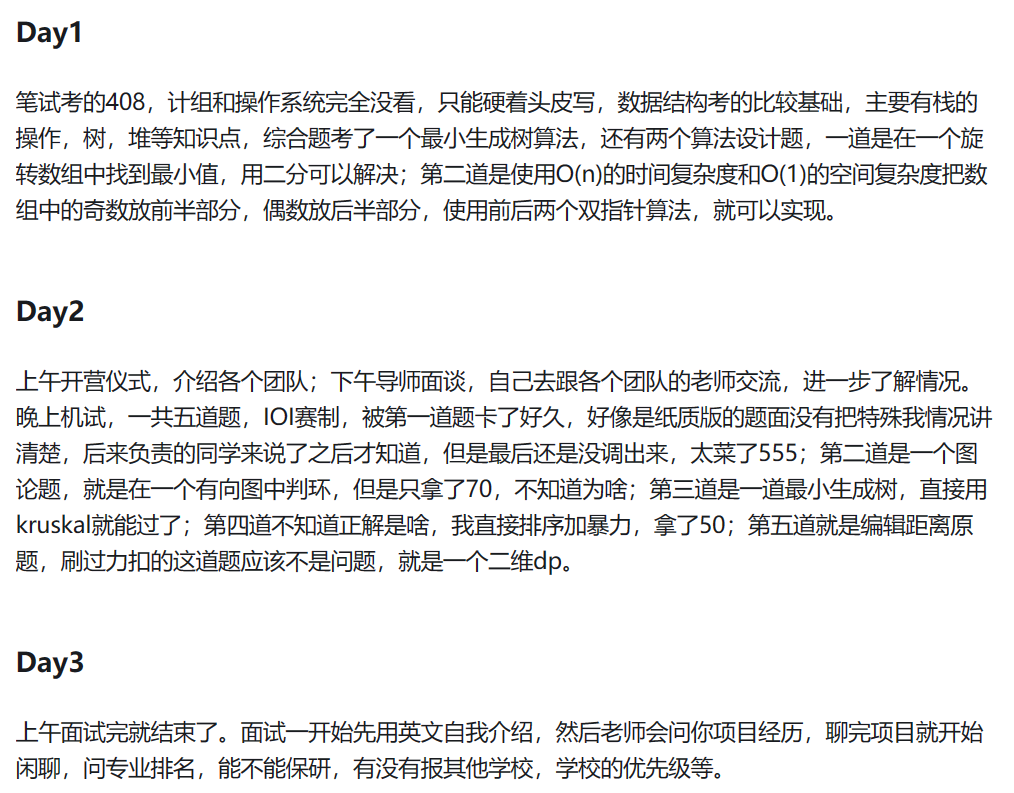 Day1
笔试考的408，计组和操作系统完全没看，只能硬着头皮写，数据结构考的比较基础，主要有栈的
操作，树，堆等知识点，综合题考了一个最小生成树算法，还有两个算法设计题，一道是在一个旋
转数组中找到最小值，用二分可以解决；第二道是使用O(n)的时间复杂度和O(1)的空间复杂度把数
组中的奇数放前半部分，偶数放后半部分，使用前后两个双指针算法，就可以实现。
Day2
上午开营仪式，介绍各个团队；下午导师面谈，自己去跟各个团队的老师交流，进一步了解情况。
晚上机试，一共五道题，IOI赛制，被第一道题卡了好久，好像是纸质版的题面没有把特殊我情况讲
清楚，后来负责的同学来说了之后才知道，但是最后还是没调出来，太菜了555；第二道是一个图
论题，就是在一个有向图中判环，但是只拿了70，不知道为啥；第三道是一道最小生成树，直接用
kruskal就能过了；第四道不知道正解是啥，我直接排序加暴力，拿了50；第五道就是编辑距离原
题，刷过力扣的这道题应该不是问题，就是一个二维dp。
Day3
上午面试完就结束了。面试一开始先用英文自我介绍，然后老师会问你项目经历，聊完项目就开始
闲聊，问专业排名，能不能保研，有没有报其他学校，学校的优先级等。